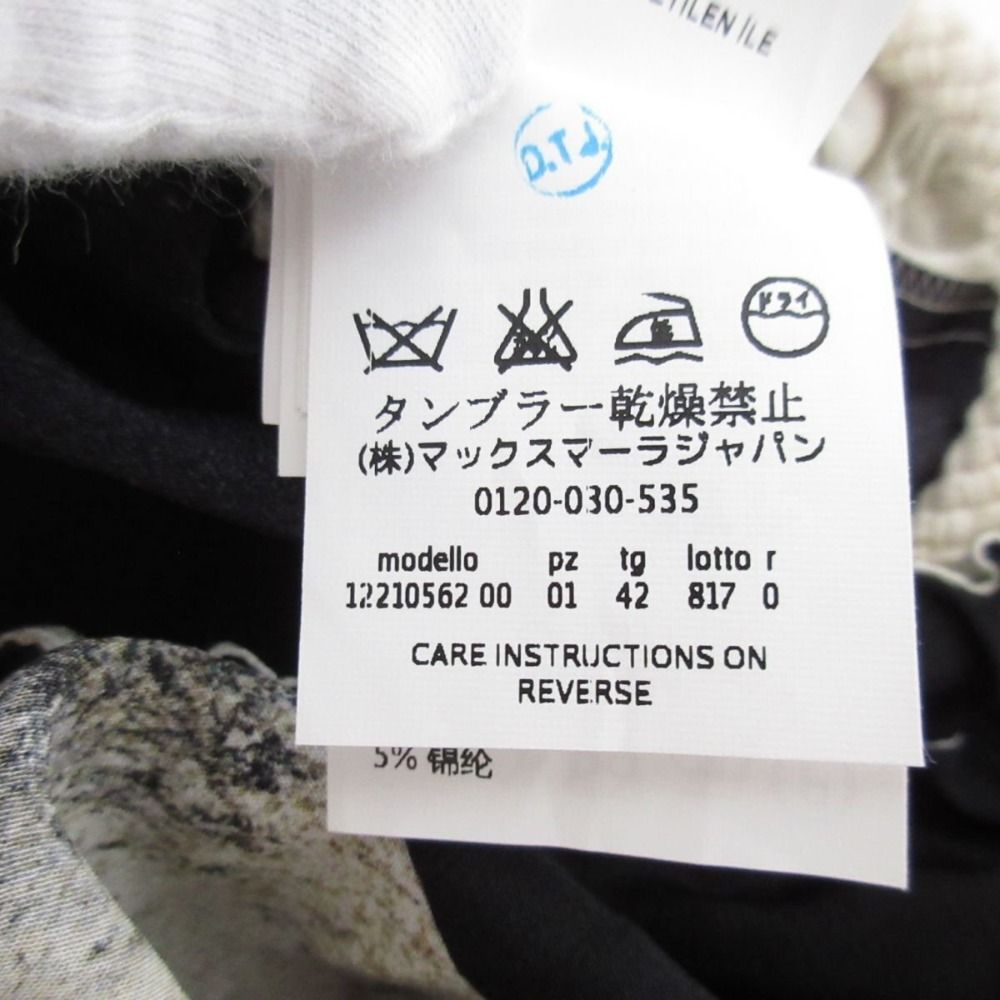 D.T.J.
ドライ
タンブラー乾燥禁止
(株)マックスマーラジャパン
0120-030-535
modello pz tg lotto r
12210562 00 01 42 817 0
CARE INSTRUCTIONS ON
REVERSE
5% 锦纶